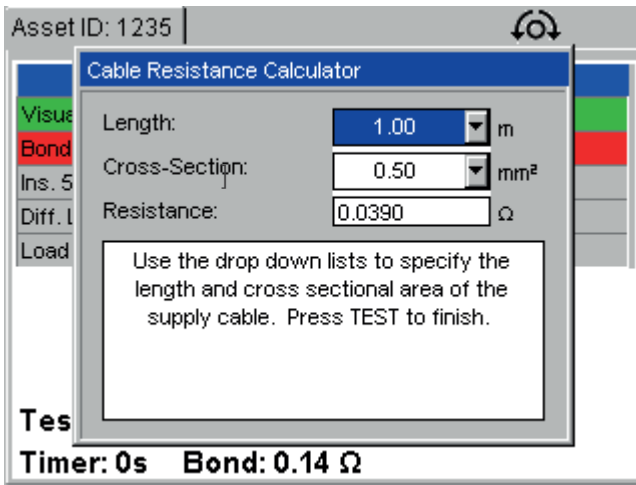 Asset ID: 1235
Cable Resistance Calculator
Visua
Bond
Ins. 5
Diff. L
Load
Length: 1.00 m
Cross-Section: 0.50 mm²
Resistance: 0.0390 Ω
Use the drop down lists to specify the
length and cross sectional area of the
supply cable. Press TEST to finish.
Tes
Timer: 0s Bond: 0.14 Ω